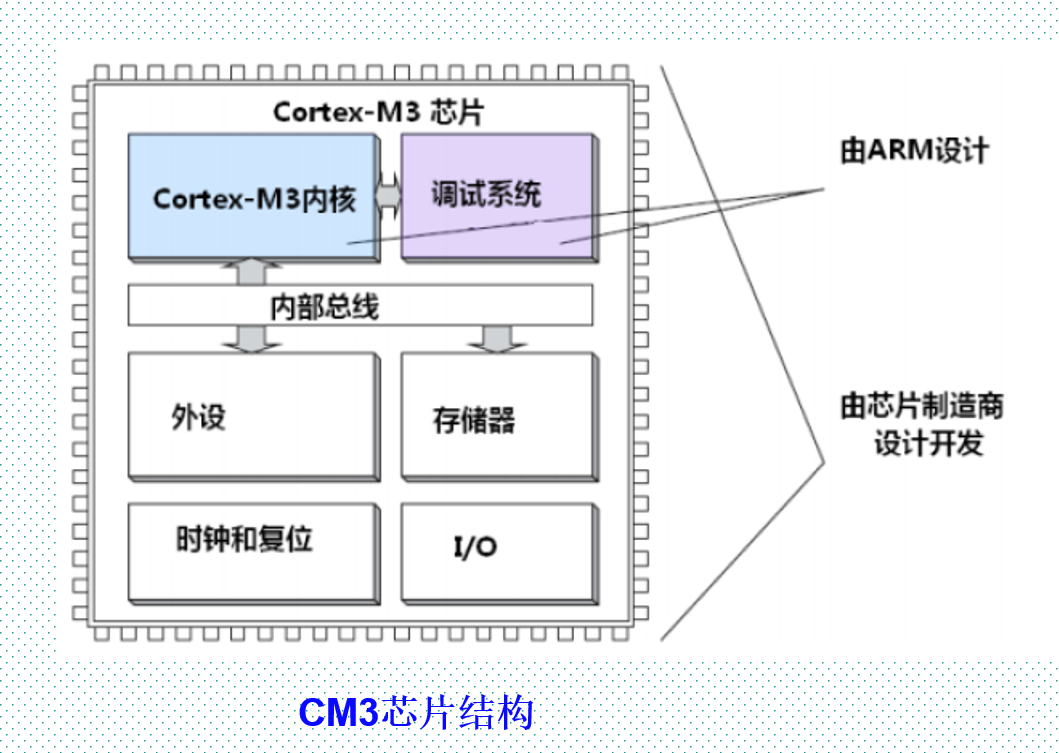 Cortex-M3 芯片
Cortex-M3内核
调试系统
由ARM设计
内部总线
外设
存储器
由芯片制造商
设计开发
时钟和复位
I/O
CM3芯片结构